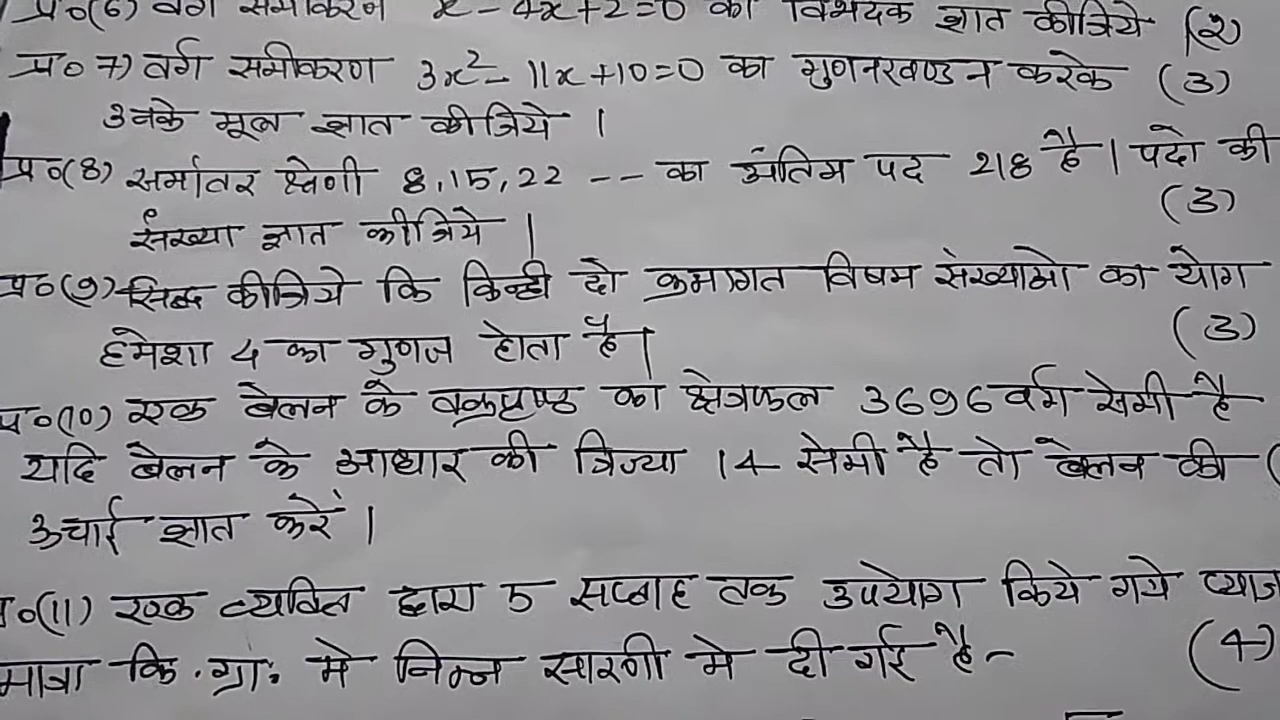 प्र०(6) वर्ग समीकरण x²-4x+2=0 का विभेदक ज्ञात कीजिये (2)
प्र० 7) वर्ग समीकरण 3x²-11x+10=0 का गुणनखण्डन करके (3)
उनके मूल ज्ञात कीजिये ।
प्र०(8) समांतर श्रेणी 8,15,22 -- का अंतिम पद 218 है । पदो की
संख्या ज्ञात कीजिये । (3)
प्र०(9) सिद्ध कीजिये कि किन्ही दो क्रमागत विषम संख्याओ का योग
हमेशा 4 का गुणज होता है । (3)
प्र०(10) एक बेलन के वक्रपृष्ठ का क्षेत्रफल 3696 वर्ग सेमी है
यदि बेलन के आधार की त्रिज्या 14 सेमी है तो बेलन की (
ऊचाई ज्ञात करें ।
प्र०(11) एक व्यक्ति द्वारा 5 सप्ताह तक उपयोग किये गये प्याज
मात्रा कि.ग्रा. मे निम्न सारणी मे दी गई है - (4)